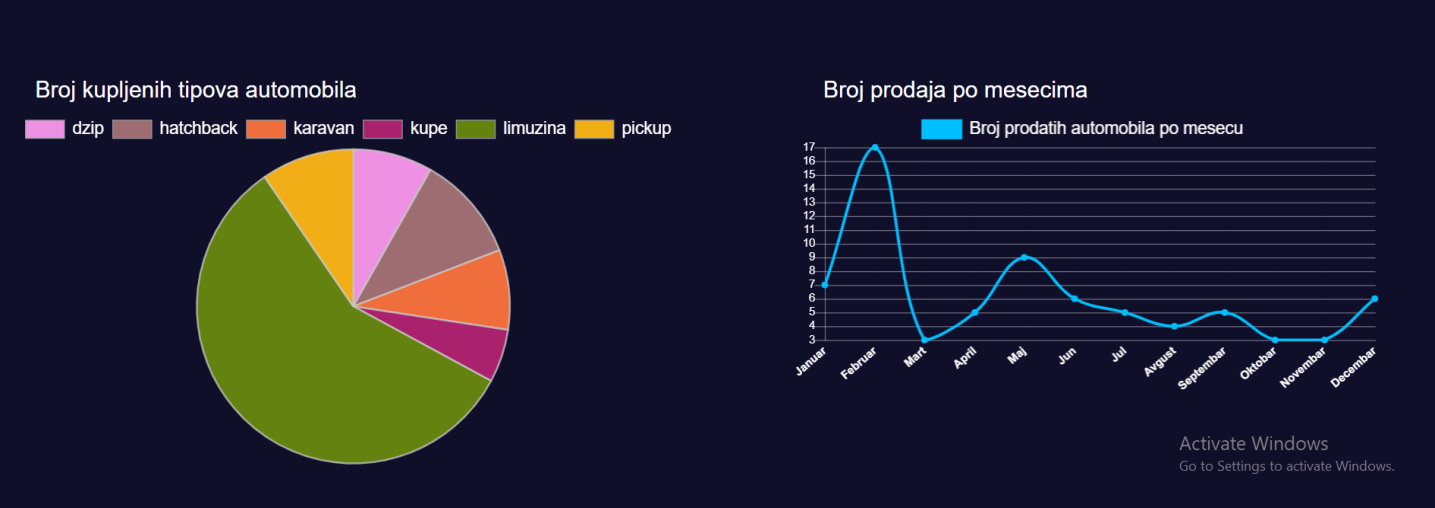 Broj kupljenih tipova automobila
dzip hatchback karavan kupe limuzina pickup
Broj prodaja po mesecima
Broj prodatih automobila po mesecu
17
16
15
14
13
12
11
10
9
8
7
6
5
4
3
Januar Februar Mart April Maj Jun Jul Avgust Septembar Oktobar Novembar Decembar
Activate Windows
Go to Settings to activate Windows.